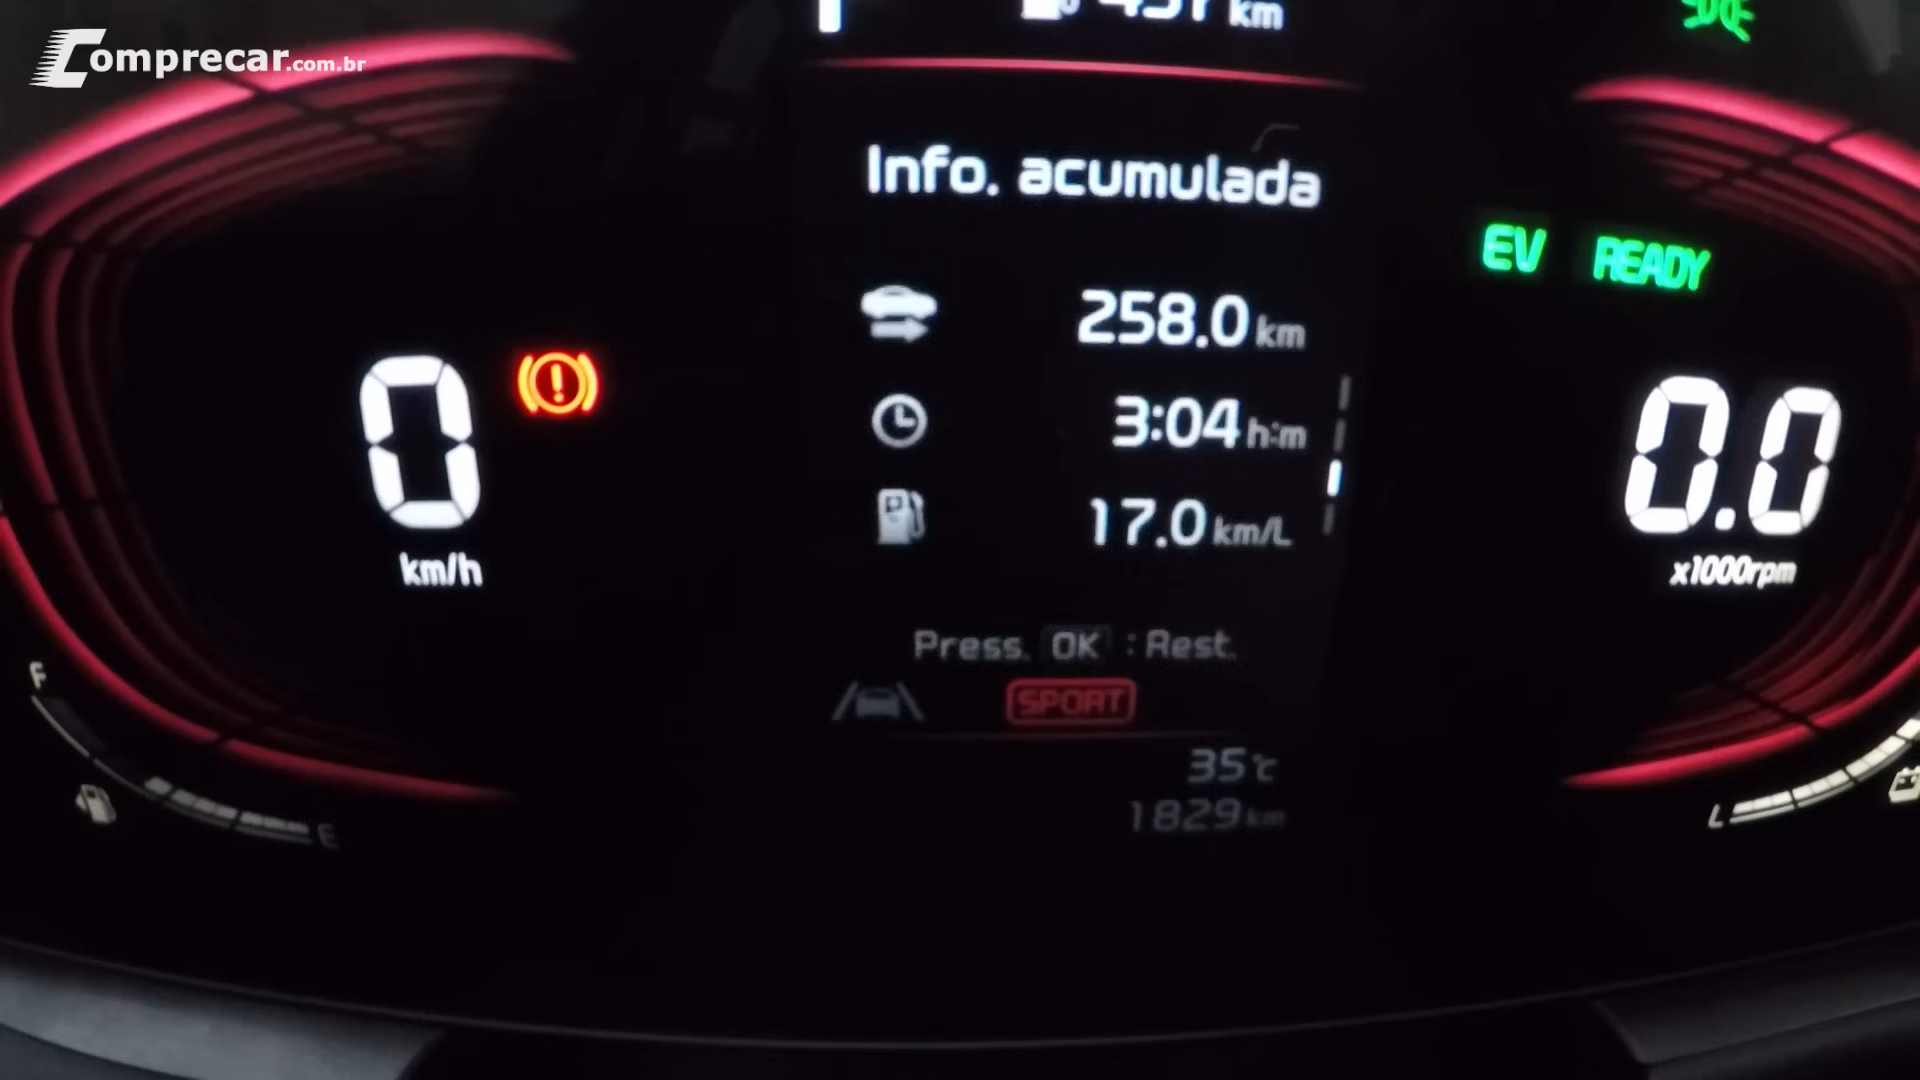 Comprecar.com.br
km
Info. acumulada
258.0 km
3:04 h:m
17.0 km/L
Press. OK : Rest.
SPORT
35°c
1829 km
0
km/h
EV READY
0.0
x1000rpm
F
E
L